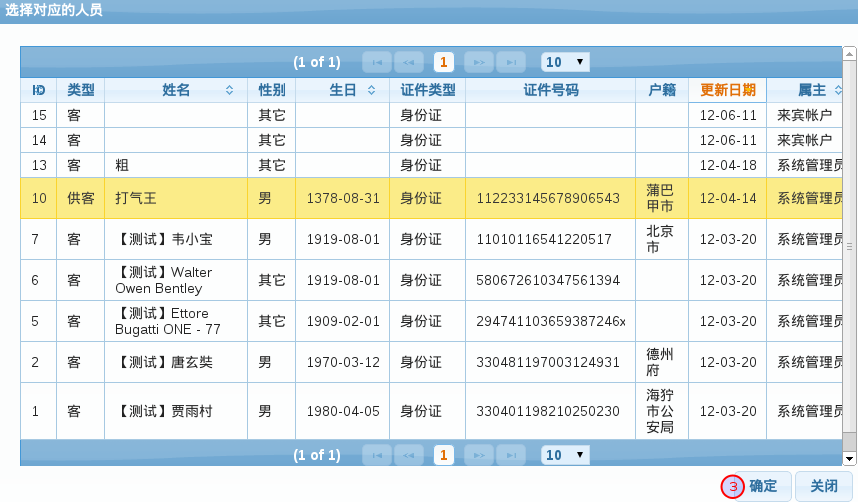 选择对应的人员
(1 of 1) 1 10
ID 类型 姓名 性别 生日 证件类型 证件号码 户籍 更新日期 属主
15 客 其它 身份证 12-06-11 来宾帐户
14 客 其它 身份证 12-06-11 来宾帐户
13 客 粗 其它 身份证 12-04-18 系统管理员
10 供客 打气王 男 1378-08-31 身份证 112233145678906543 蒲巴 12-04-14 系统管理员
甲市
7 客 【测试】韦小宝 男 1919-08-01 身份证 11010116541220517 北京 12-03-20 系统管理员
市
6 客 【测试】Walter 其它 1919-08-01 身份证 580672610347561394 12-03-20 系统管理员
Owen Bentley
5 客 【测试】Ettore 其它 1909-02-01 身份证 294741103659387246x 12-03-20 系统管理员
Bugatti ONE - 77
2 客 【测试】唐玄奘 男 1970-03-12 身份证 330481197003124931 德州 12-03-20 系统管理员
府
1 客 【测试】贾雨村 男 1980-04-05 身份证 330401198210250230 海狞 12-03-20 系统管理员
市公
安局
(1 of 1) 1 10
3 确定 关闭